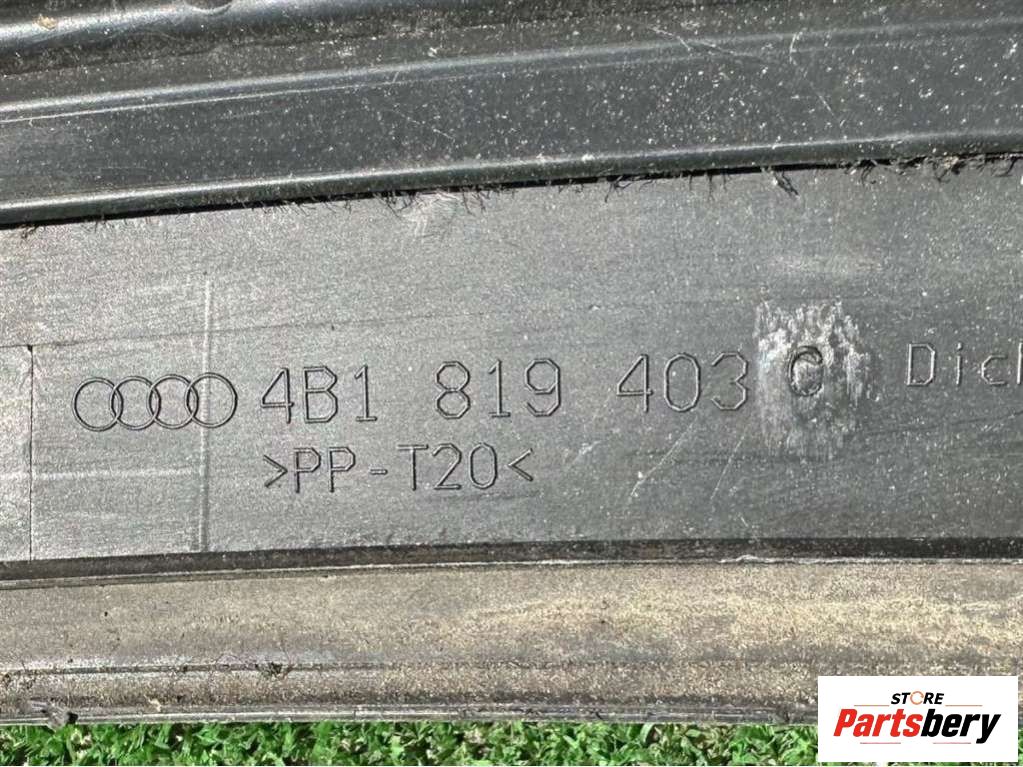 4B1 819 403 C
>PP-T20<
STORE
Partsbery